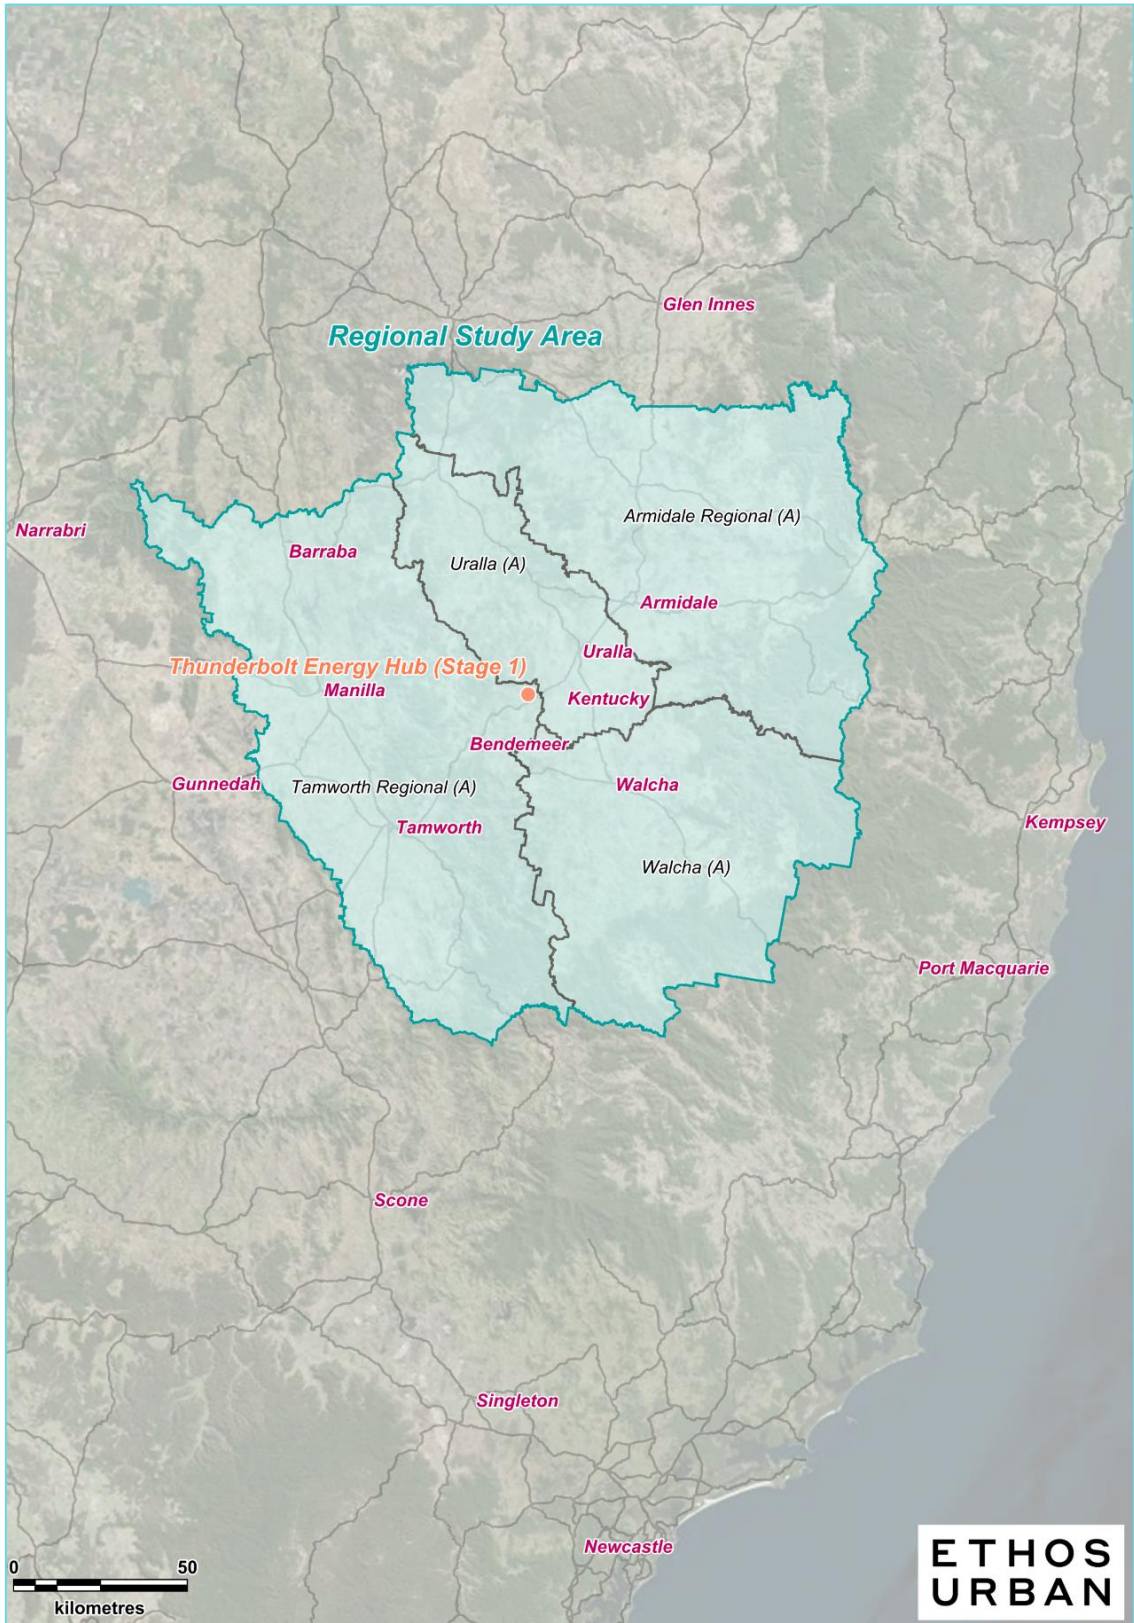 Glen Innes
Regional Study Area
Armidale Regional (A)
Narrabri
Barraba
Uralla (A)
Armidale
Uralla
Thunderbolt Energy Hub (Stage 1)
Manilla
Kentucky
Bendemeer
Gunnedah
Tamworth Regional (A)
Walcha
Tamworth
Kempsey
Walcha (A)
Port Macquarie
Scone
Singleton
Newcastle
0 50
kilometres
ETHOS
URBAN